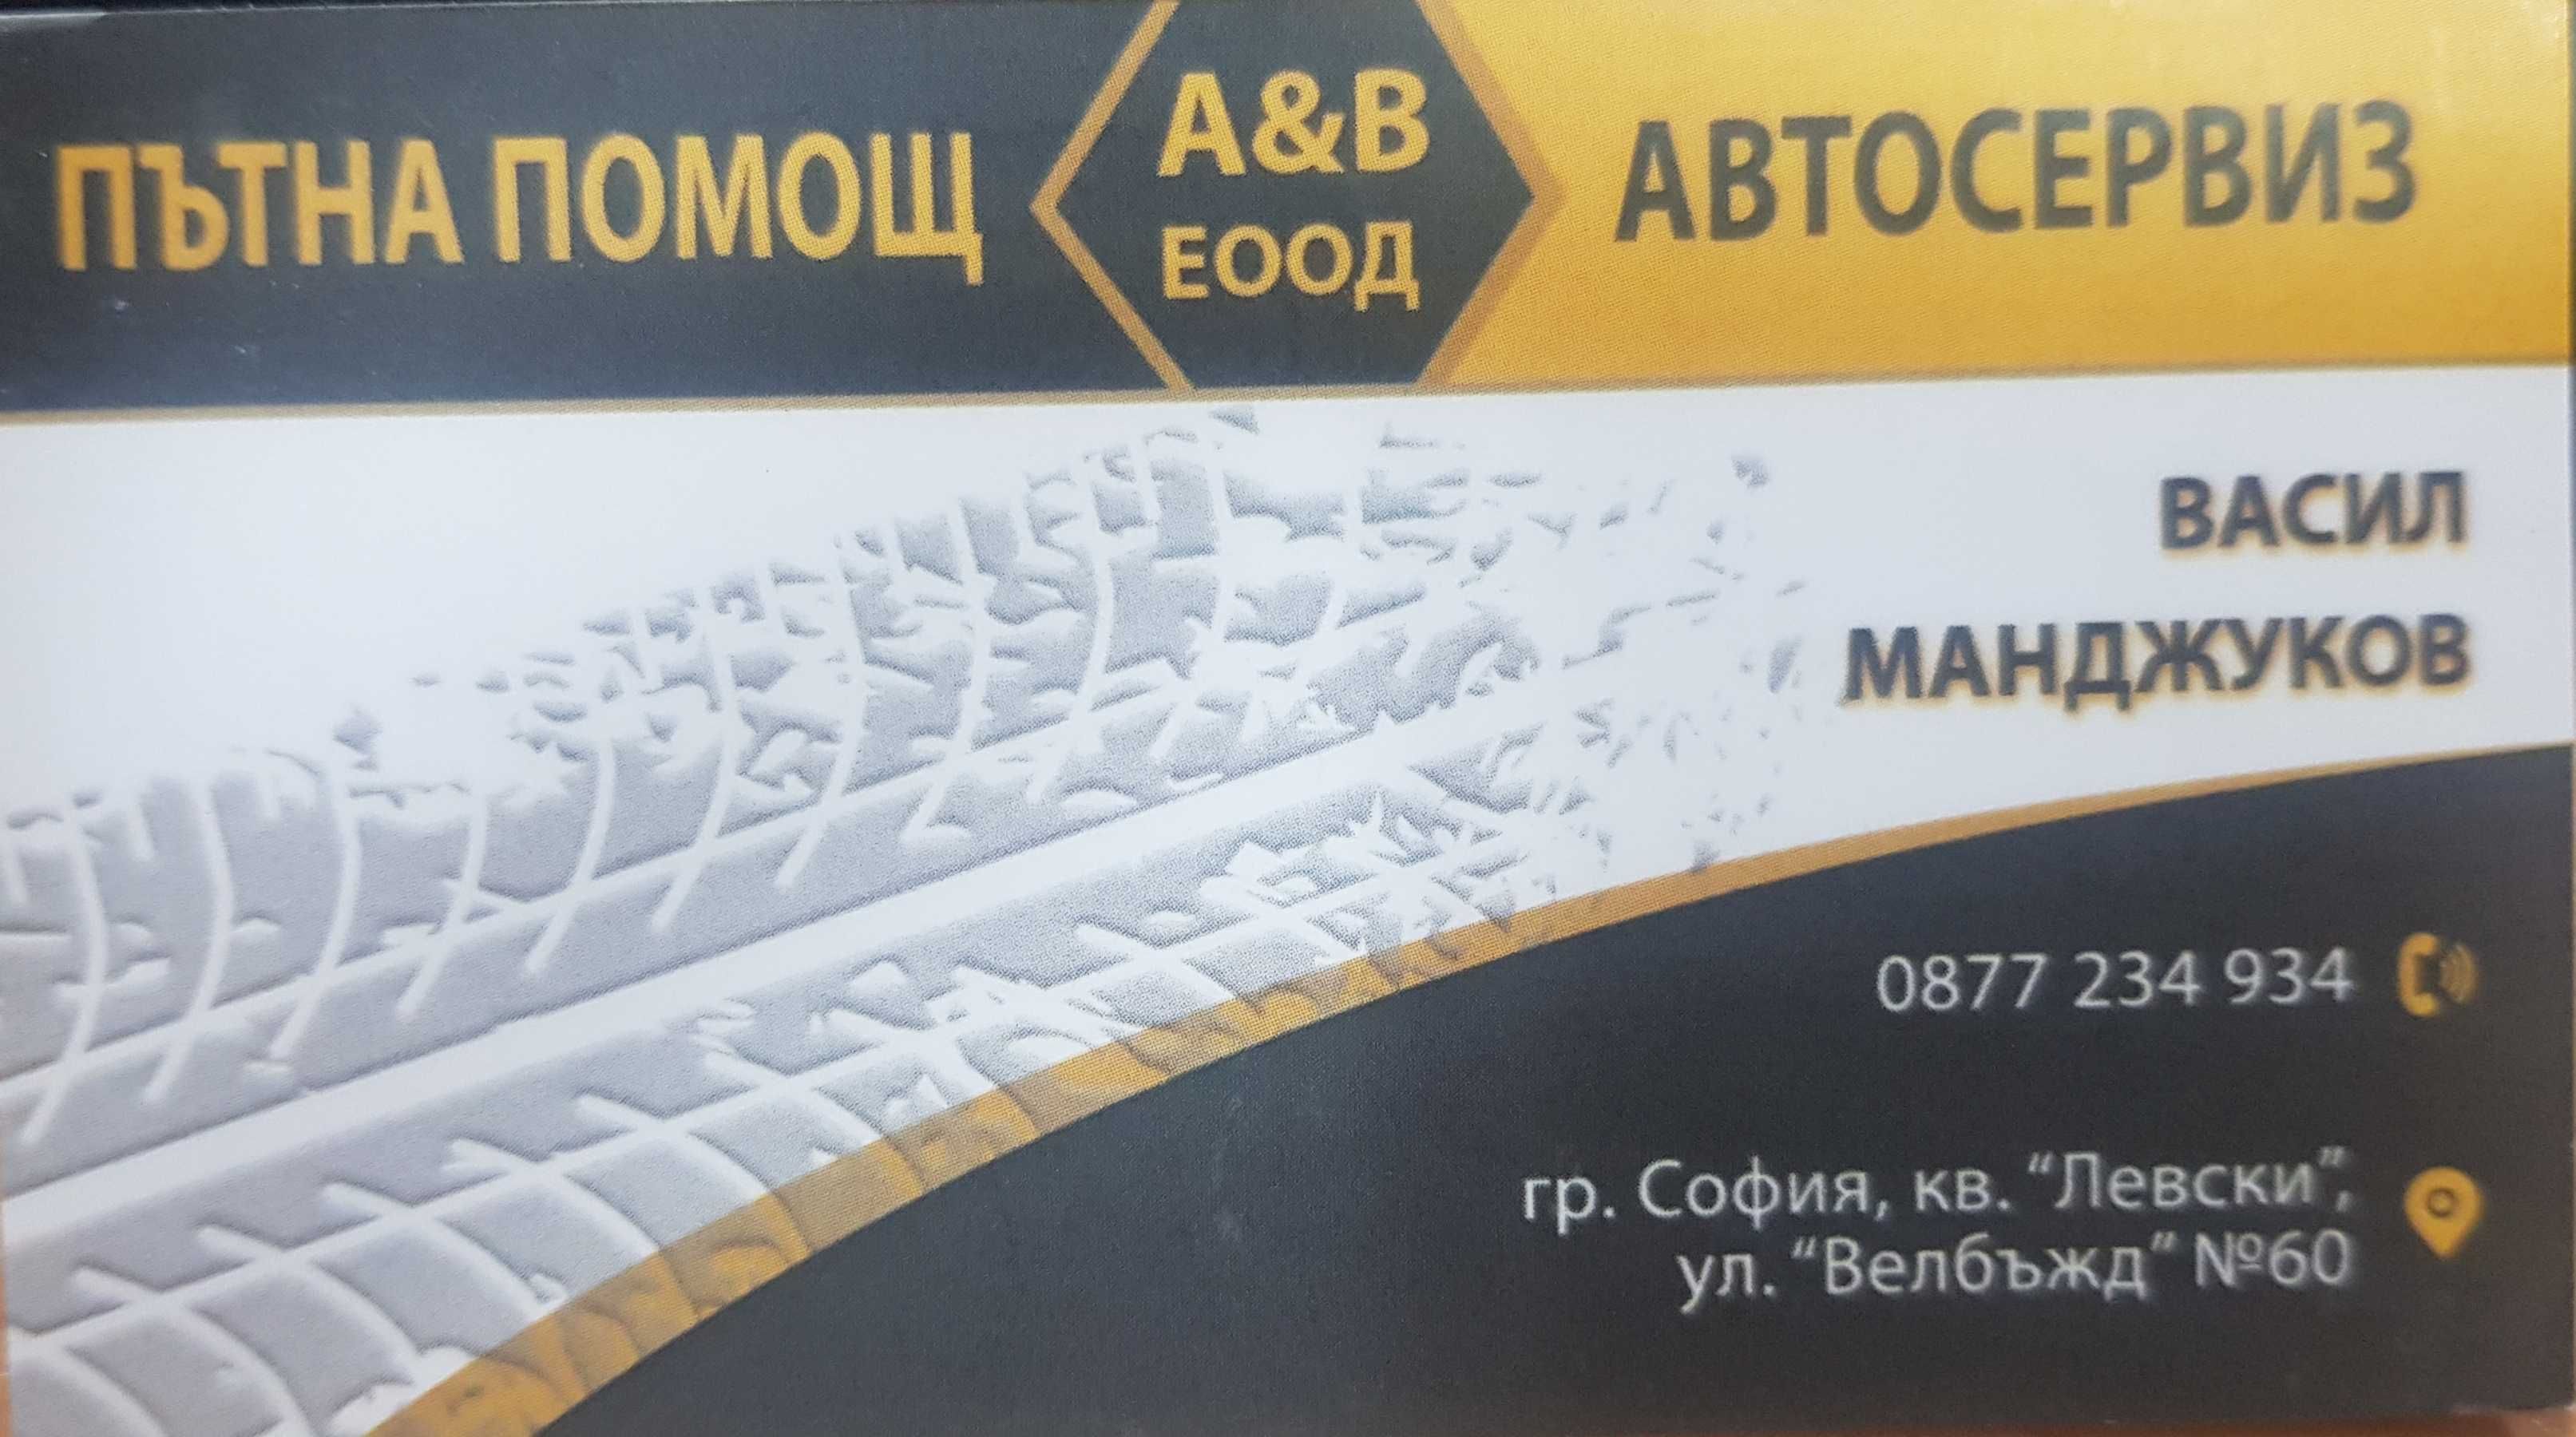 ПЪТНА ПОМОЩ
А&В
ЕООД
АВТОСЕРВИЗ
ВАСИЛ
МАНДЖУКОВ
0877 234 934
гр. София, кв. “Левски”,
ул. “Велбъжд” №60